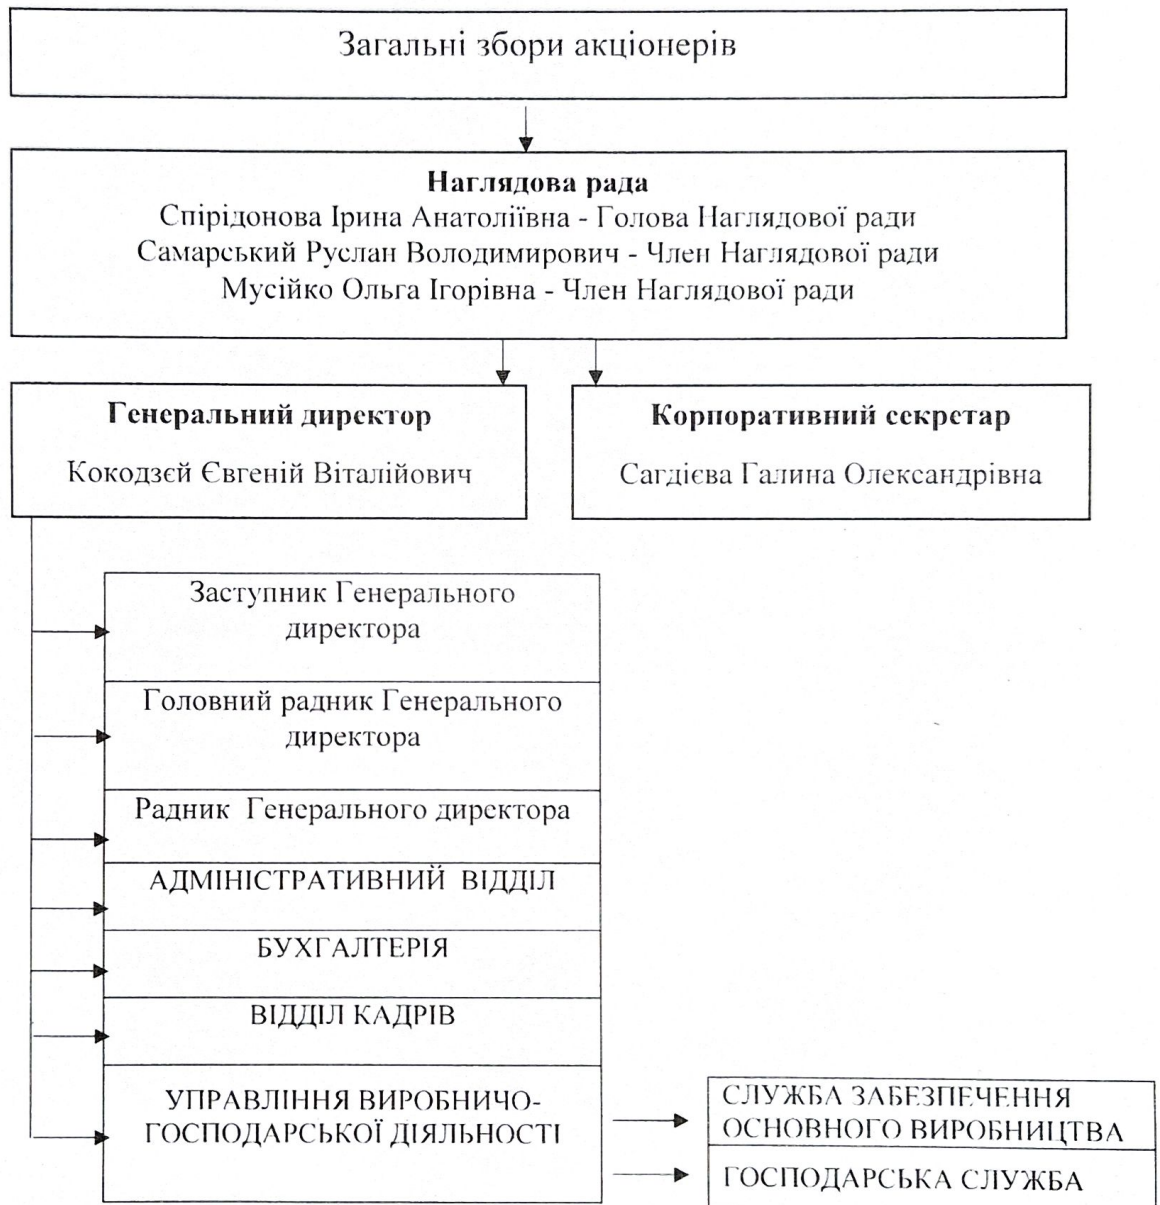 Загальні збори акціонерів
Наглядова рада
Спірідонова Ірина Анатоліївна - Голова Наглядової ради
Самарський Руслан Володимирович - Член Наглядової ради
Мусійко Ольга Ігорівна - Член Наглядової ради
Генеральний директор
Кокодзєй Євгеній Віталійович
Корпоративний секретар
Сагдієва Галина Олександрівна
Заступник Генерального
директора
Головний радник Генерального
директора
Радник Генерального директора
АДМІНІСТРАТИВНИЙ ВІДДІЛ
БУХГАЛТЕРІЯ
ВІДДІЛ КАДРІВ
УПРАВЛІННЯ ВИРОБНИЧО-
ГОСПОДАРСЬКОЇ ДІЯЛЬНОСТІ
СЛУЖБА ЗАБЕЗПЕЧЕННЯ
ОСНОВНОГО ВИРОБНИЦТВА
ГОСПОДАРСЬКА СЛУЖБА